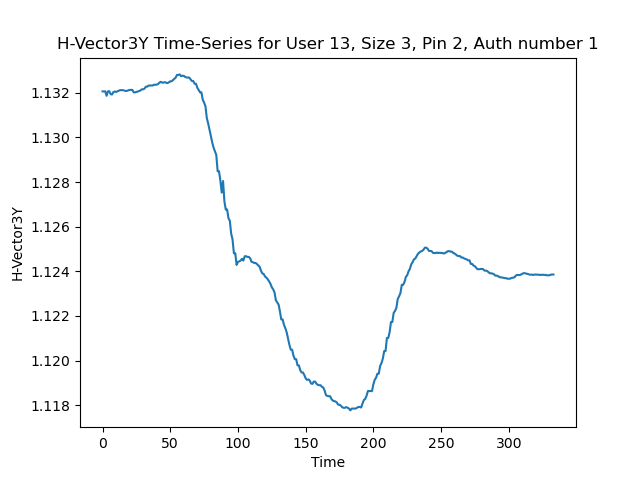 H-Vector3Y Time-Series for User 13, Size 3, Pin 2, Auth number 1
H-Vector3Y
1.132
1.130
1.128
1.126
1.124
1.122
1.120
1.118
0 50 100 150 200 250 300
Time